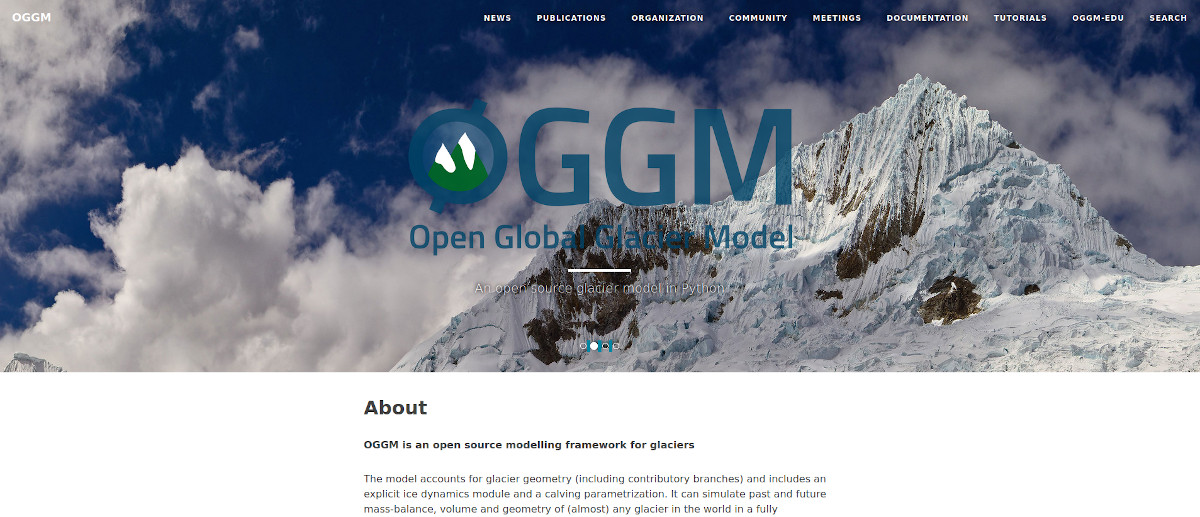 OGGM
NEWS PUBLICATIONS ORGANIZATION COMMUNITY MEETINGS DOCUMENTATION TUTORIALS OGGM-EDU SEARCH
OGGM
Open Global Glacier Model
An open source glacier model in Python
About
OGGM is an open source modelling framework for glaciers
The model accounts for glacier geometry (including contributory branches) and includes an
explicit ice dynamics module and a calving parametrization. It can simulate past and future
mass-balance, volume and geometry of (almost) any glacier in the world in a fully